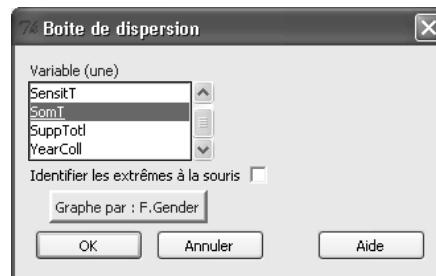 Boite de dispersion
Variable (une)
SensitT
SomT
SuppTotl
YearColl
Identifier les extrêmes à la souris
Graphe par : F.Gender
OK Annuler Aide